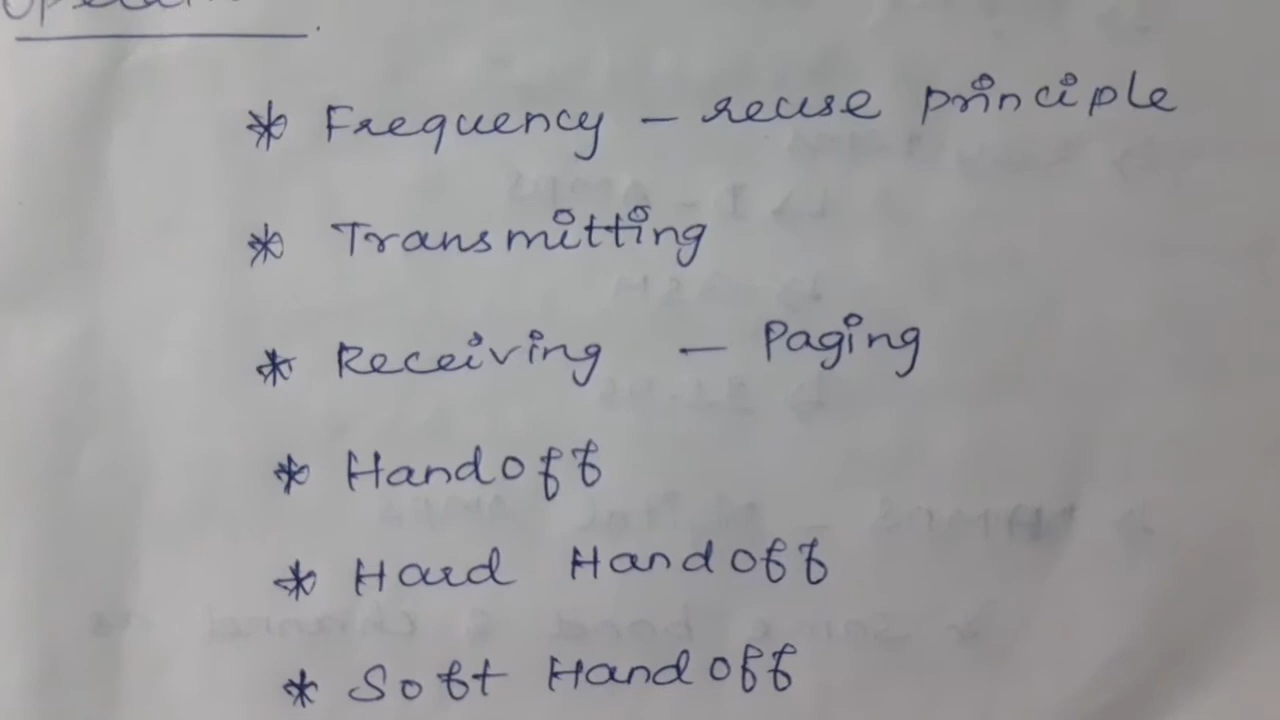 * Frequency - reuse principle
* Transmitting
* Receiving - Paging
* Handoff
* Hard Handoff
* Soft Handoff